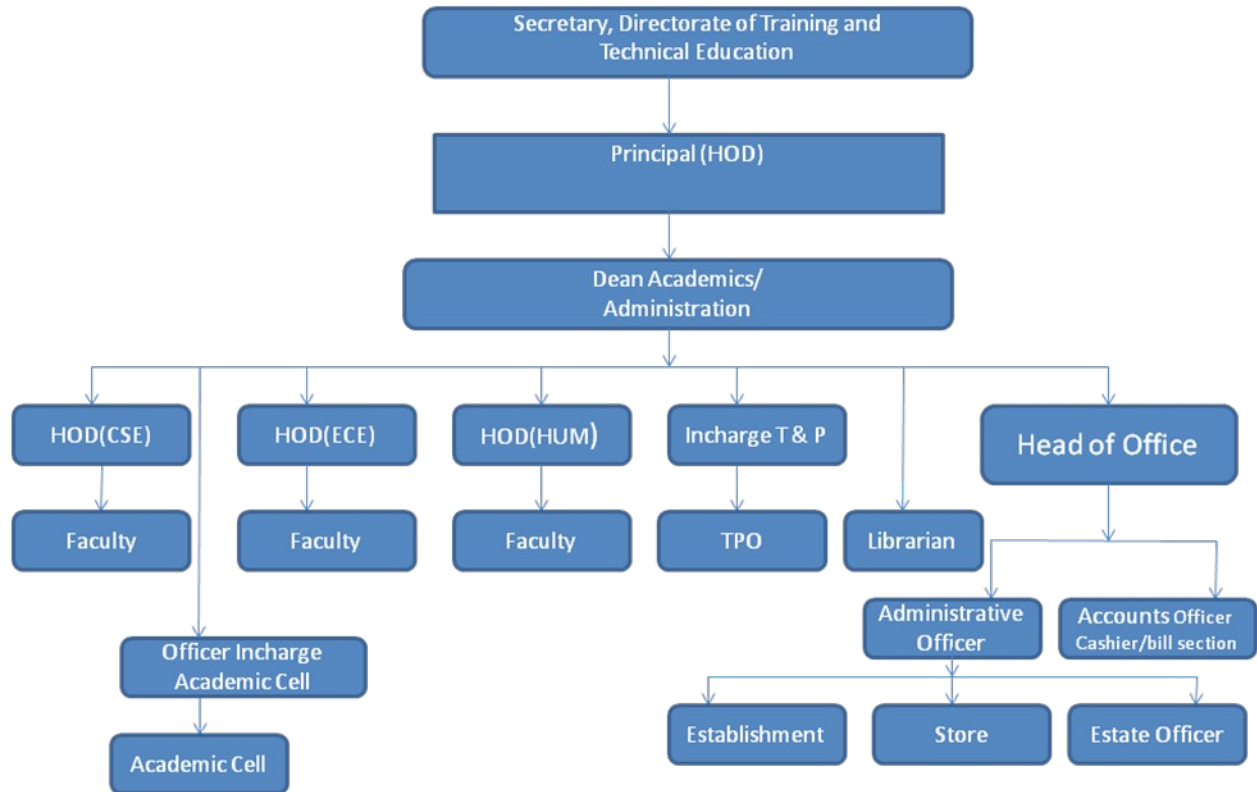 Secretary, Directorate of Training and
Technical Education
Principal (HOD)
Dean Academics/
Administration
HOD(CSE)
HOD(ECE)
HOD(HUM)
Incharge T & P
Head of Office
Faculty
Faculty
Faculty
TPO
Librarian
Administrative
Officer
Accounts Officer
Cashier/bill section
Officer Incharge
Academic Cell
Establishment
Store
Estate Officer
Academic Cell